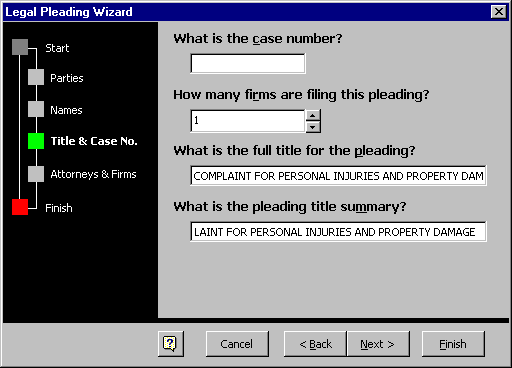 Legal Pleading Wizard
Start
Parties
Names
Title & Case No.
Attorneys & Firms
Finish
What is the case number?
How many firms are filing this pleading?
1
What is the full title for the pleading?
COMPLAINT FOR PERSONAL INJURIES AND PROPERTY DAM
What is the pleading title summary?
LAINT FOR PERSONAL INJURIES AND PROPERTY DAMAGE
? Cancel < Back Next > Finish